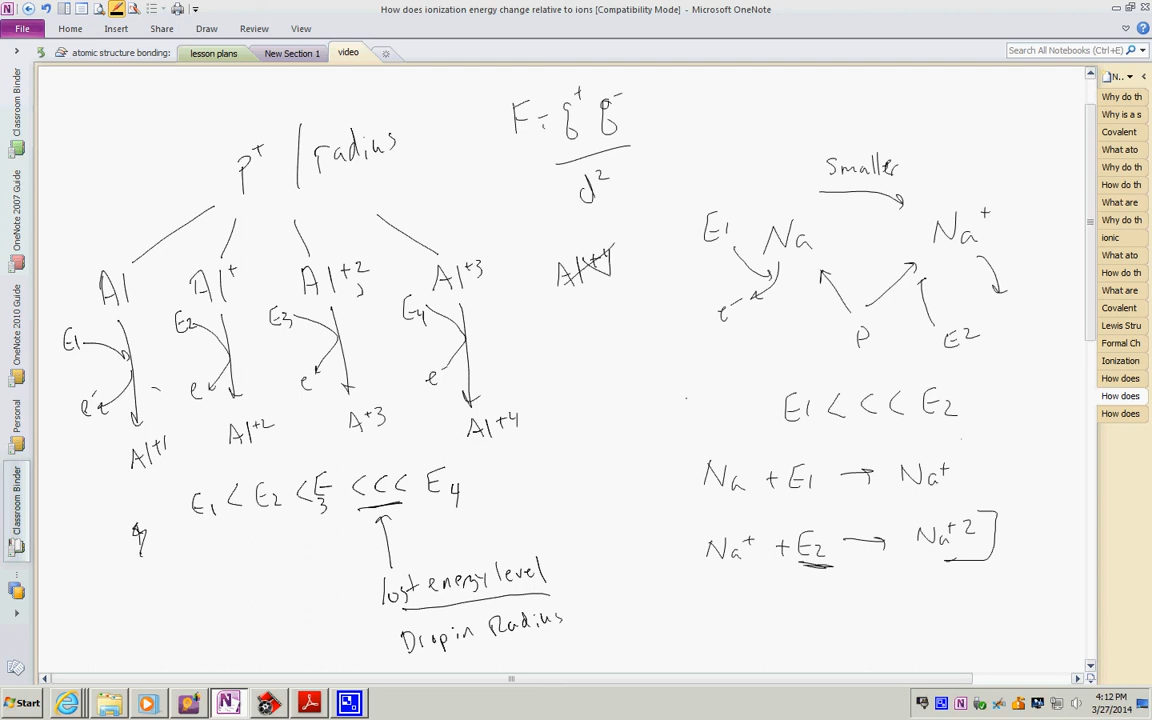 How does ionization energy change relative to ions [Compatibility Mode] - Microsoft OneNote
File Home Insert Share Draw Review View
atomic structure bonding: lesson plans New Section 1 video
Search All Notebooks (Ctrl+E)
Classroom Binder
OneNote 2007 Guide
OneNote 2010 Guide
Personal
Classroom Binder
p+ | radius
F = q+ q-
d2
Smaller
E1 Na Na+
e-
P E2
Al Al+ Al+2 Al+3 Al+4
E1 E2 E3 E4
e- e e e-
Al+1 Al+2 A+3 Al+4
E1 < E2 < E3 <<< E4
lost energy level
Drop in Radius
E1 < < < E2
Na + E1 → Na+
Na+ + E2 → Na+2
N..
Why do th
Why is a s
Covalent
What ato
Why do th
How do th
What are
Why do th
ionic
What ato
How do th
What are
Covalent
Lewis Stru
Formal Ch
Ionization
How does
How does
How does
Start
4:12 PM
3/27/2014